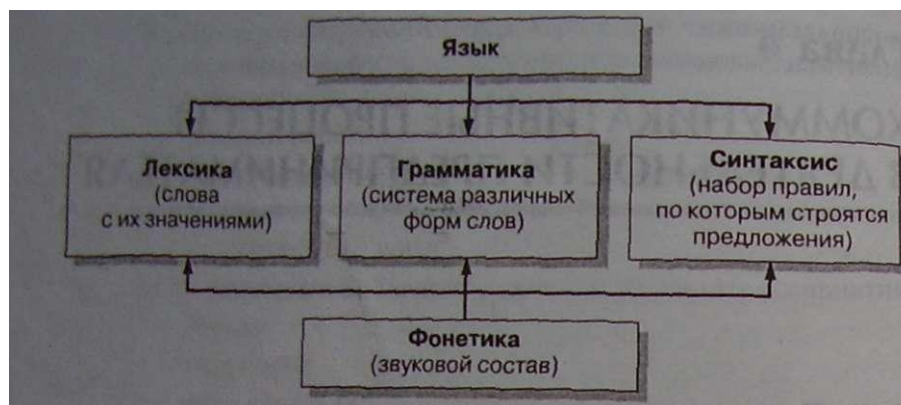 Язык
Лексика
(слова
с их значениями)
Грамматика
(система различных
форм слов)
Синтаксис
(набор правил,
по которым строятся
предложения)
Фонетика
(звуковой состав)